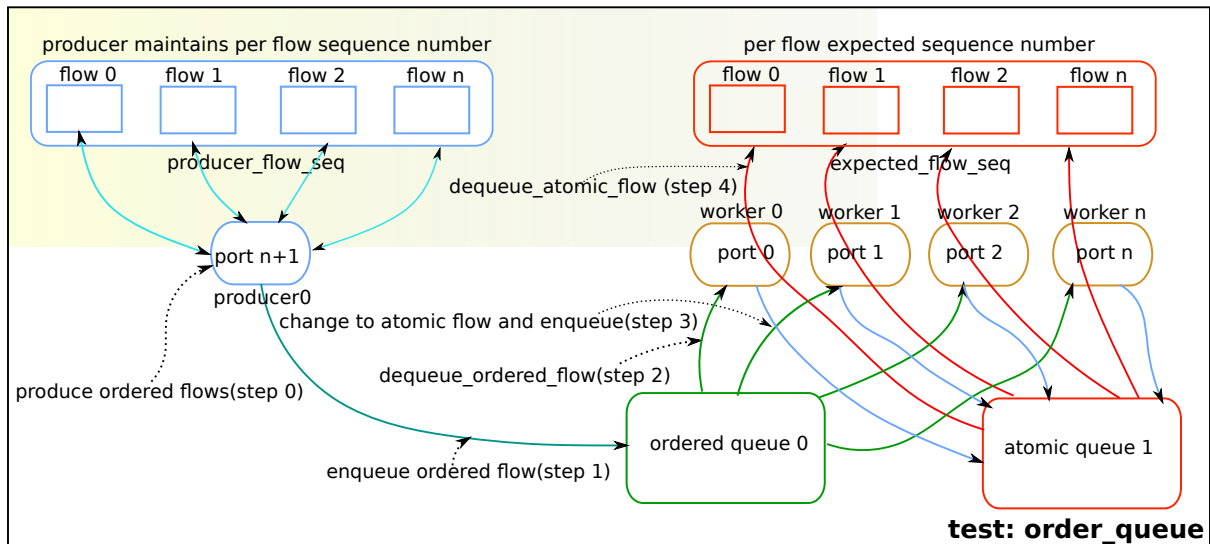 producer maintains per flow sequence number
flow 0
flow 1
flow 2
flow n
producer_flow_seq
per flow expected sequence number
flow 0
flow 1
flow 2
flow n
expected_flow_seq
dequeue_atomic_flow (step 4)
worker 0
worker 1
worker 2
worker n
port n+1
port 0
port 1
port 2
port n
producer0
change to atomic flow and enqueue(step 3)
dequeue_ordered_flow(step 2)
produce ordered flows(step 0)
ordered queue 0
atomic queue 1
enqueue ordered flow(step 1)
test: order_queue